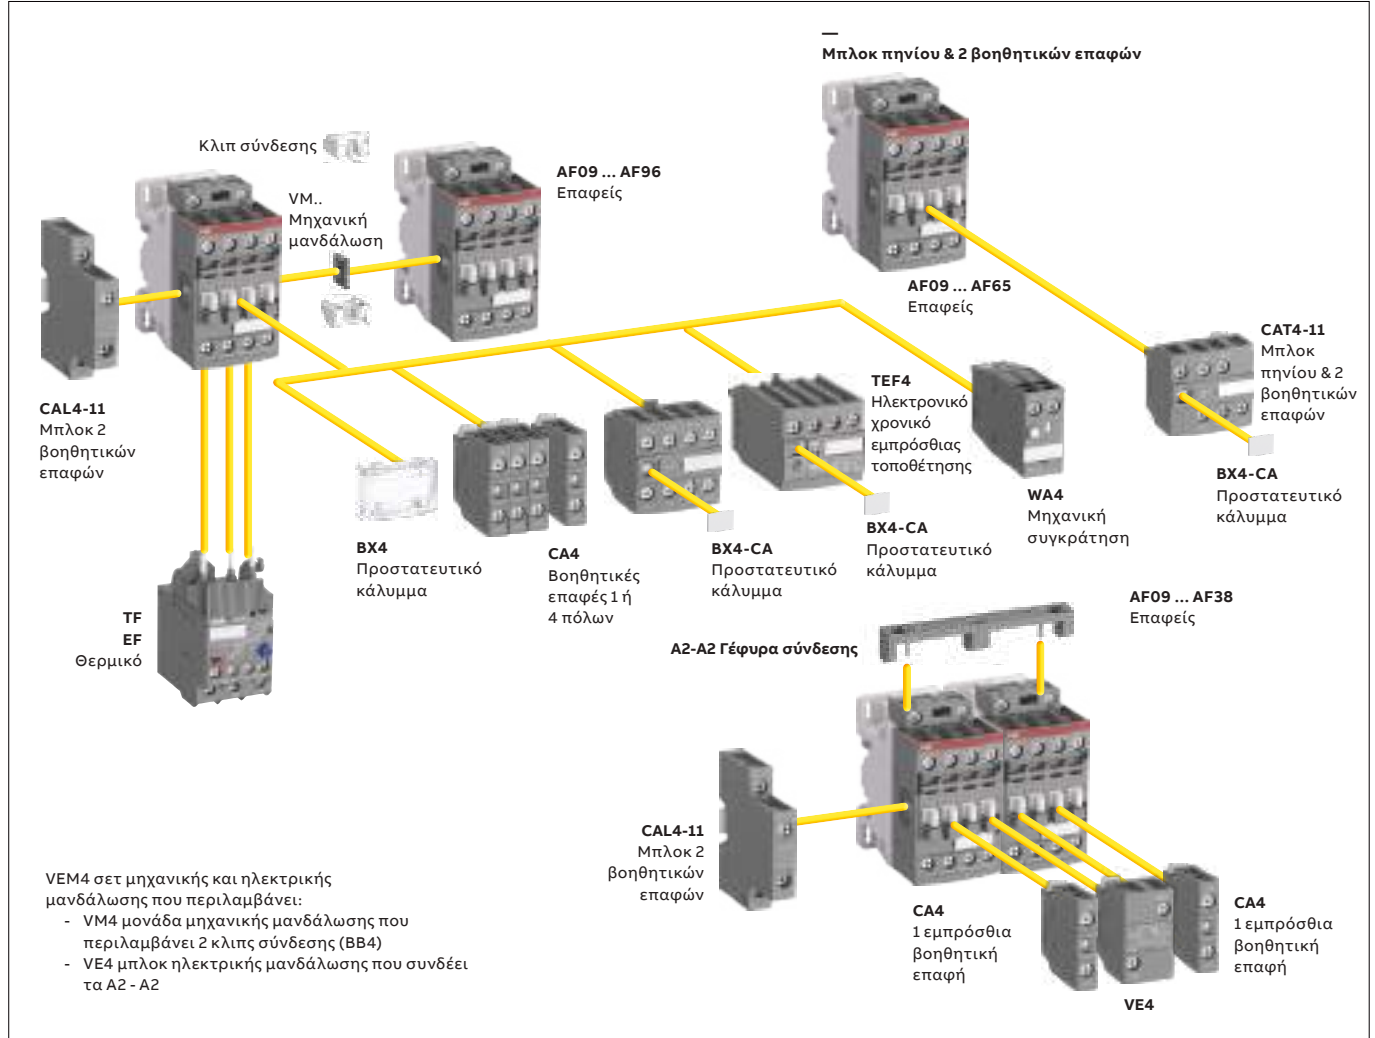 —
Μπλοκ πηνίου & 2 βοηθητικών επαφών
Κλιπ σύνδεσης
VM..
Μηχανική
μανδάλωση
AF09 ... AF96
Επαφείς
AF09 ... AF65
Επαφείς
CAT4-11
Μπλοκ
πηνίου & 2
βοηθητικών
επαφών
CAL4-11
Μπλοκ 2
βοηθητικών
επαφών
TEF4
Ηλεκτρονικό
χρονικό
εμπρόσθιας
τοποθέτησης
BX4-CA
Προστατευτικό
κάλυμμα
WA4
Μηχανική
συγκράτηση
BX4
Προστατευτικό
κάλυμμα
CA4
Βοηθητικές
επαφές 1 ή
4 πόλων
BX4-CA
Προστατευτικό
κάλυμμα
BX4-CA
Προστατευτικό
κάλυμμα
TF
EF
Θερμικό
AF09 ... AF38
Επαφείς
A2-A2 Γέφυρα σύνδεσης
CAL4-11
Μπλοκ 2
βοηθητικών
επαφών
CA4
1 εμπρόσθια
βοηθητική
επαφή
VE4
CA4
1 εμπρόσθια
βοηθητική
επαφή
VEM4 σετ μηχανικής και ηλεκτρικής
μανδάλωσης που περιλαμβάνει:
- VM4 μονάδα μηχανικής μανδάλωσης που
περιλαμβάνει 2 κλιπς σύνδεσης (BB4)
- VE4 μπλοκ ηλεκτρικής μανδάλωσης που συνδέει
τα A2 - A2